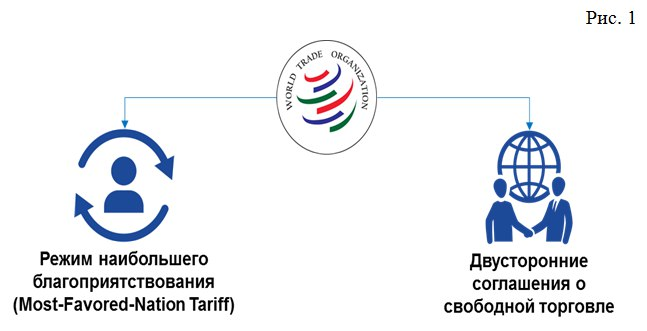 Рис. 1
WORLD TRADE ORGANIZATION
Режим наибольшего
благоприятствования
(Most-Favored-Nation Tariff)
Двусторонние
соглашения о
свободной торговле